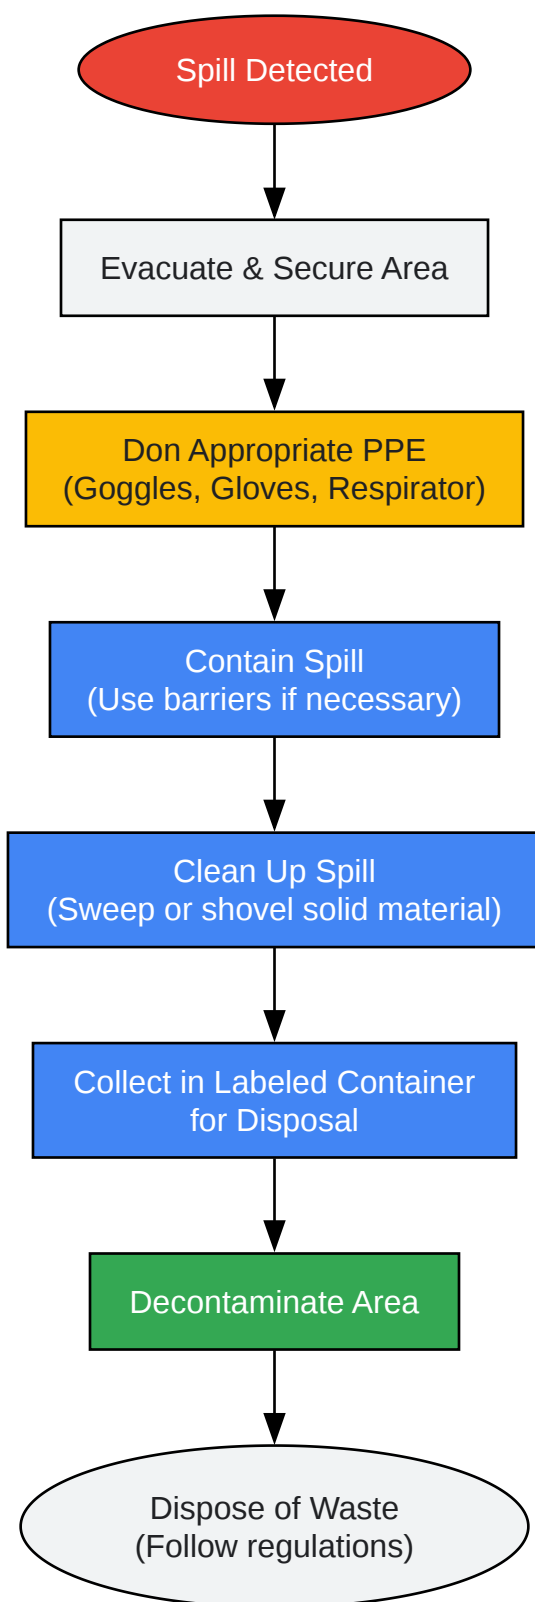 Spill Detected
Evacuate & Secure Area
Don Appropriate PPE
(Goggles, Gloves, Respirator)
Contain Spill
(Use barriers if necessary)
Clean Up Spill
(Sweep or shovel solid material)
Collect in Labeled Container
for Disposal
Decontaminate Area
Dispose of Waste
(Follow regulations)